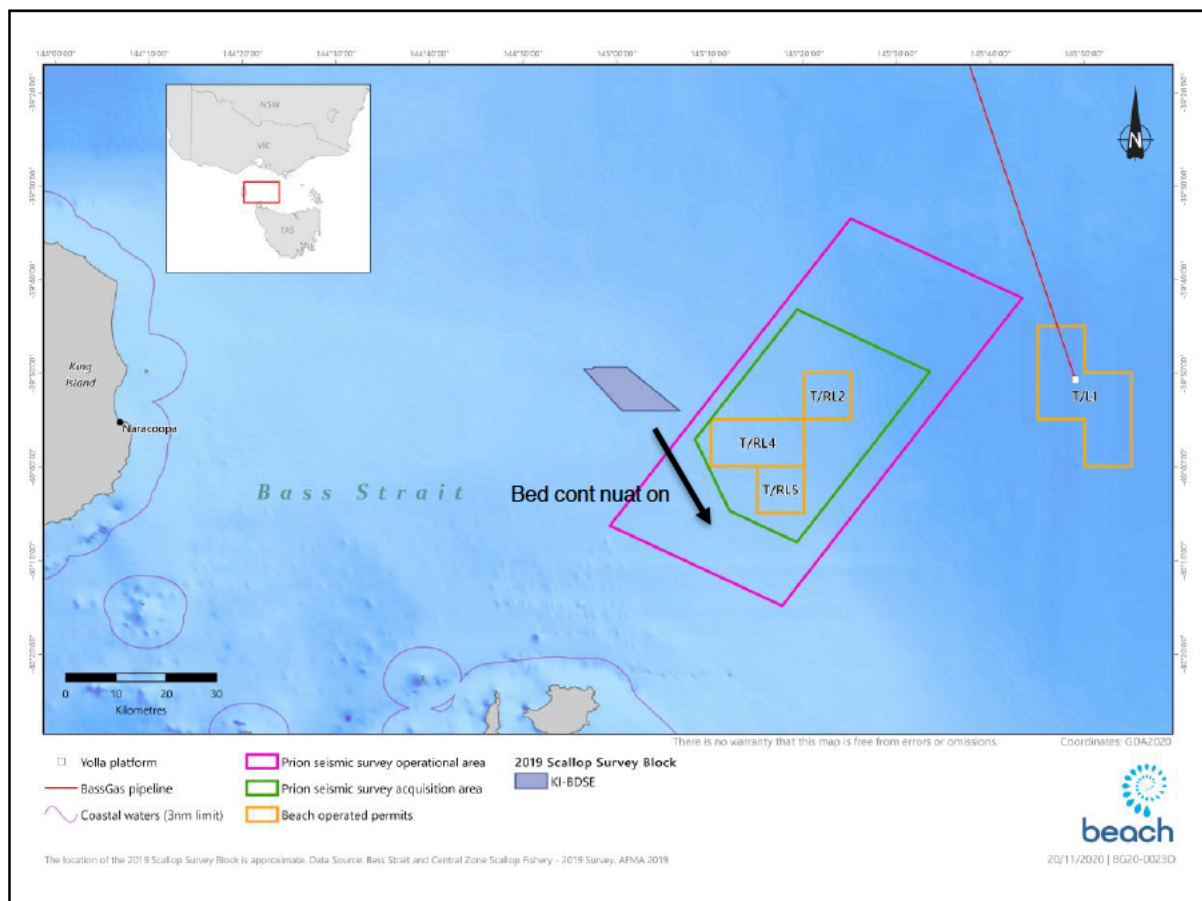 144°00'00" 144°10'00" 144°20'00" 144°30'00" 144°40'00" 144°50'00" 145°00'00" 145°10'00" 145°20'00" 145°30'00" 145°40'00" 145°50'00"
NSW
VIC
TAS
N
King
Island
Naracoopa
Bass Strait
T/RL2
T/L1
T/RL4
T/RL5
Bed cont nuat on
0 10 20 30
Kilometres
There is no warranty that this map is free from errors or omissions. Coordinates: GDA2020
Yolla platform
BassGas pipeline
Coastal waters (3nm limit)
Prion seismic survey operational area
Prion seismic survey acquisition area
Beach operated permits
2019 Scallop Survey Block
KI-BDSE
beach
The location of the 2019 Scallop Survey Block is approximate. Data Source: Bass Strait and Central Zone Scallop Fishery - 2019 Survey. AFMA 2019.
20/11/2020 | BG20-0023D